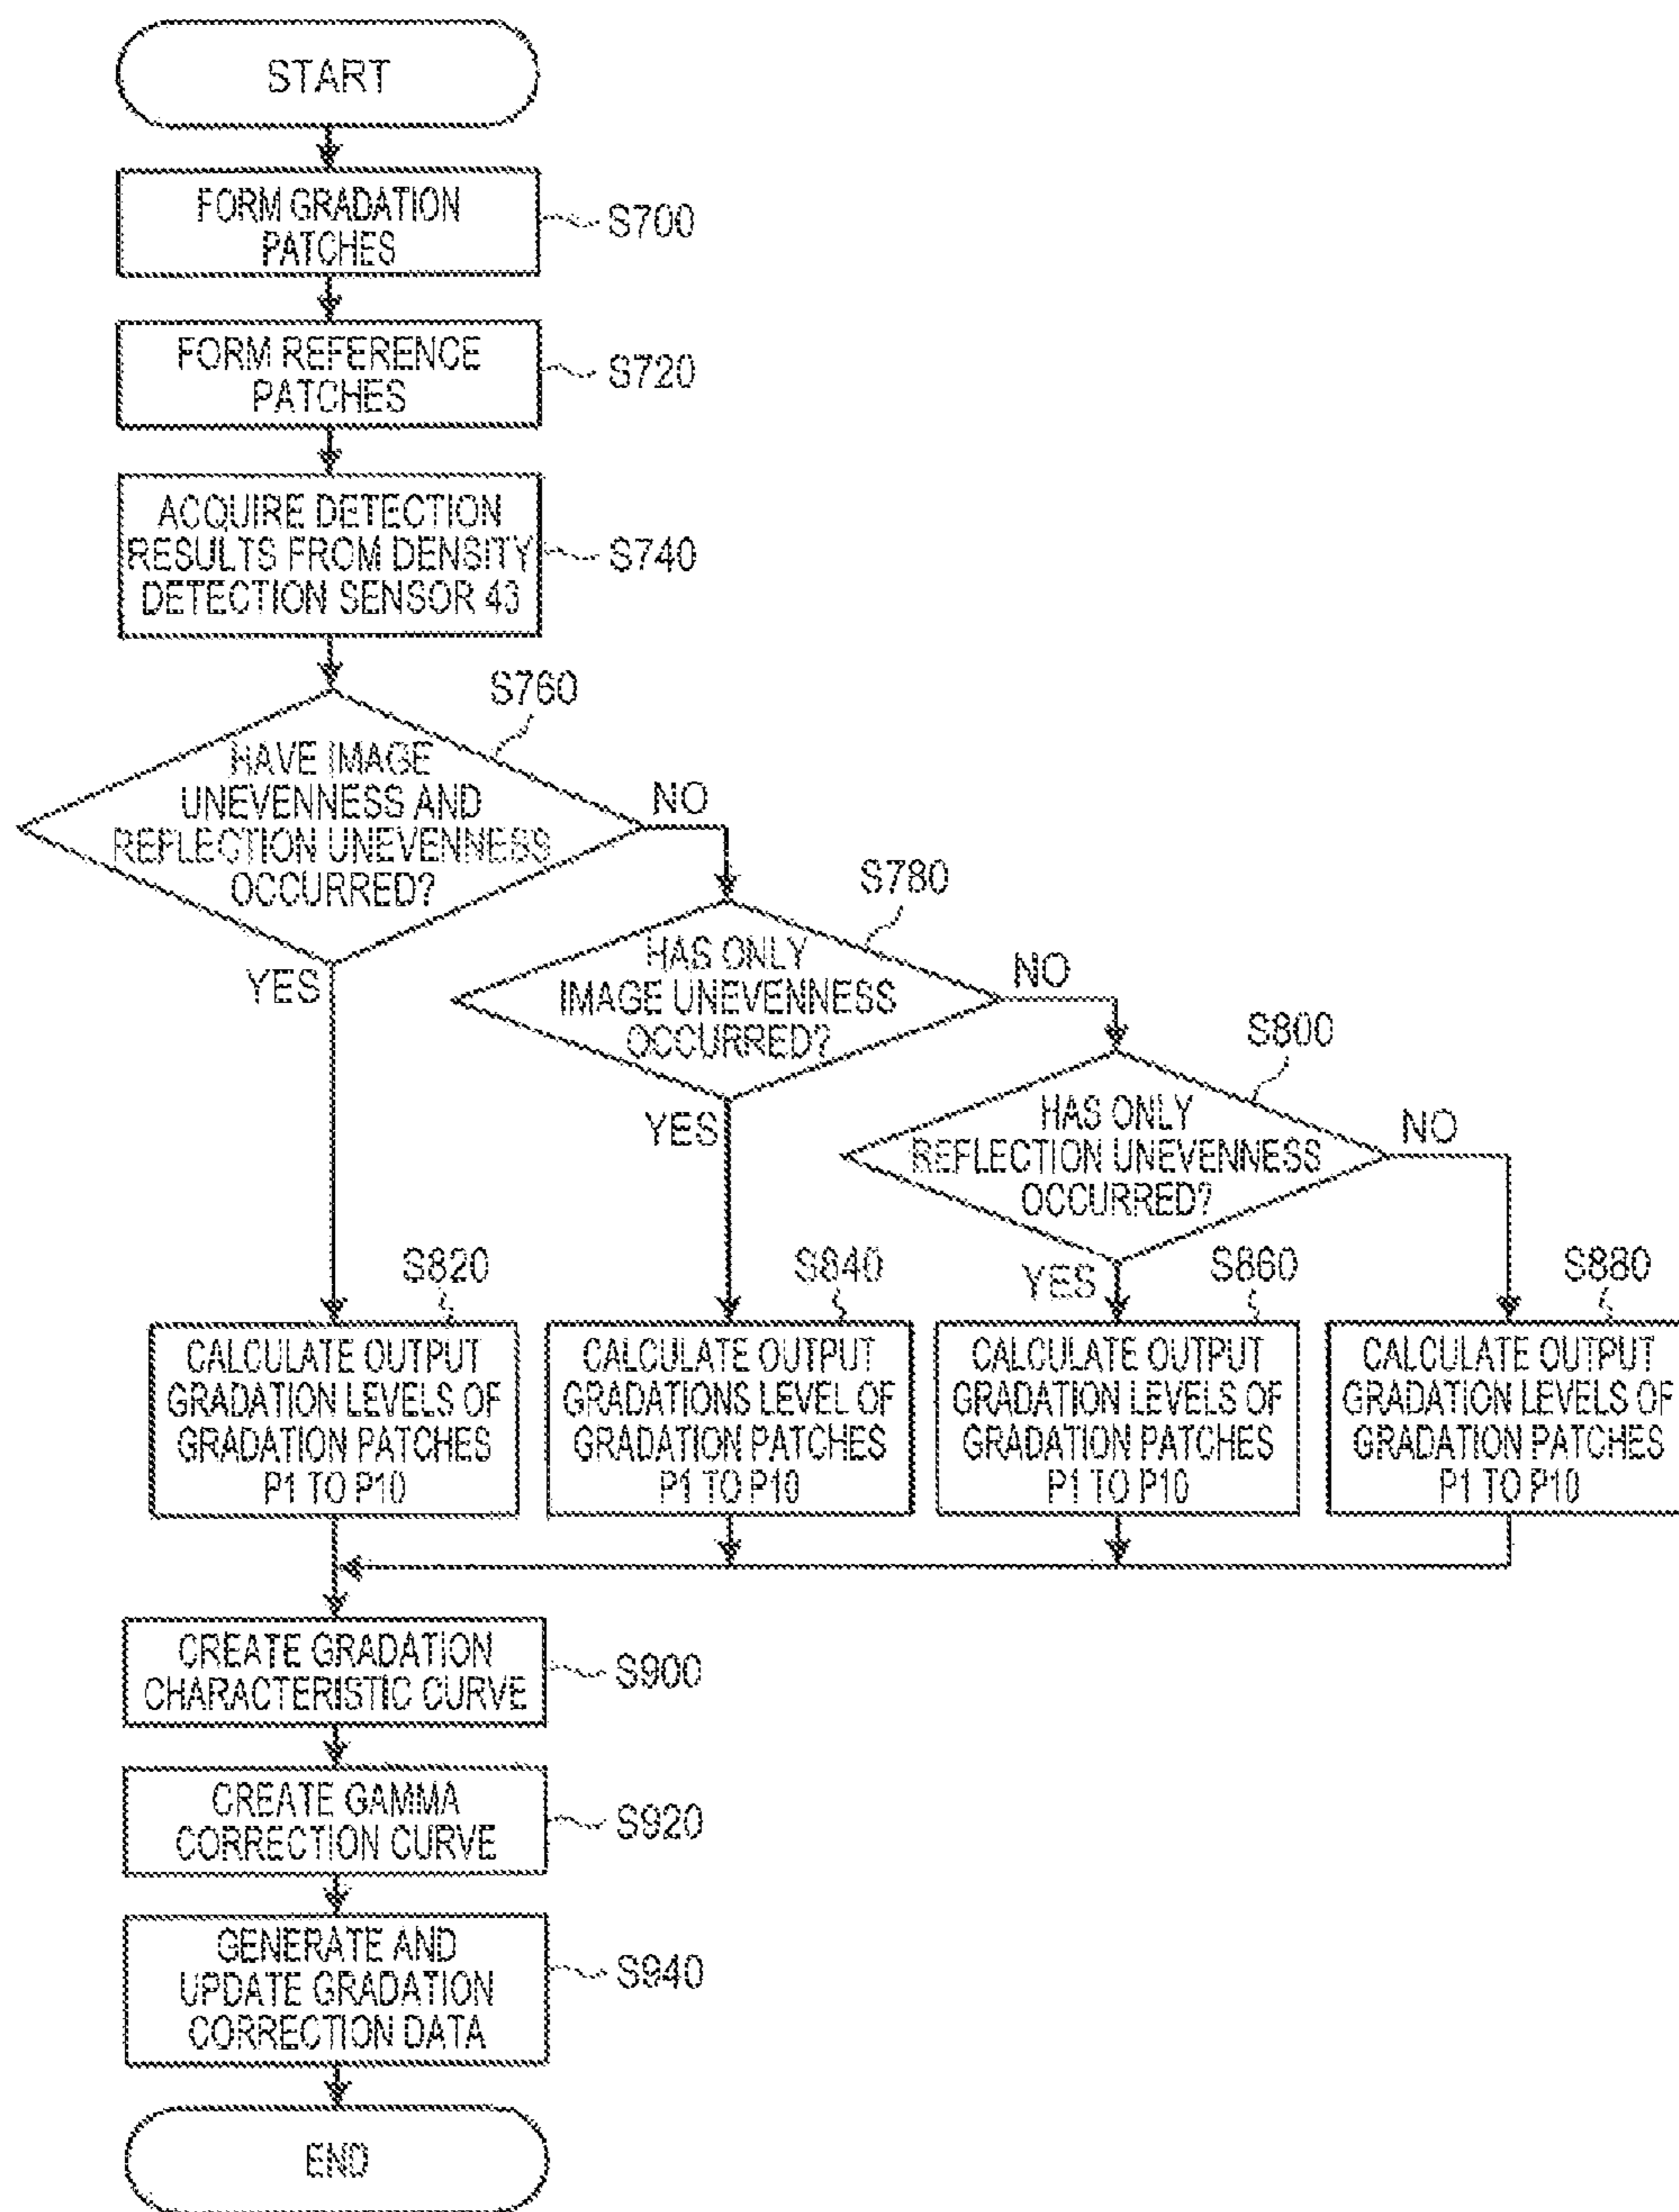 START
FORM GRADATION
PATCHES
S700
FORM REFERENCE
PATCHES
S720
ACQUIRE DETECTION
RESULTS FROM DENSITY
DETECTION SENSOR 43
S740
S760
HAVE IMAGE
UNEVENNESS AND
REFLECTION UNEVENNESS
OCCURRED?
NO
YES
S780
HAS ONLY
IMAGE UNEVENNESS
OCCURRED?
NO
YES
S800
HAS ONLY
REFLECTION UNEVENNESS
OCCURRED?
NO
YES
S820
CALCULATE OUTPUT
GRADATION LEVELS OF
GRADATION PATCHES
P1 TO P10
S840
CALCULATE OUTPUT
GRADATIONS LEVEL OF
GRADATION PATCHES
P1 TO P10
S860
CALCULATE OUTPUT
GRADATION LEVELS OF
GRADATION PATCHES
P1 TO P10
S880
CALCULATE OUTPUT
GRADATION LEVELS OF
GRADATION PATCHES
P1 TO P10
CREATE GRADATION
CHARACTERISTIC CURVE
S900
CREATE GAMMA
CORRECTION CURVE
S920
GENERATE AND
UPDATE GRADATION
CORRECTION DATA
S940
END